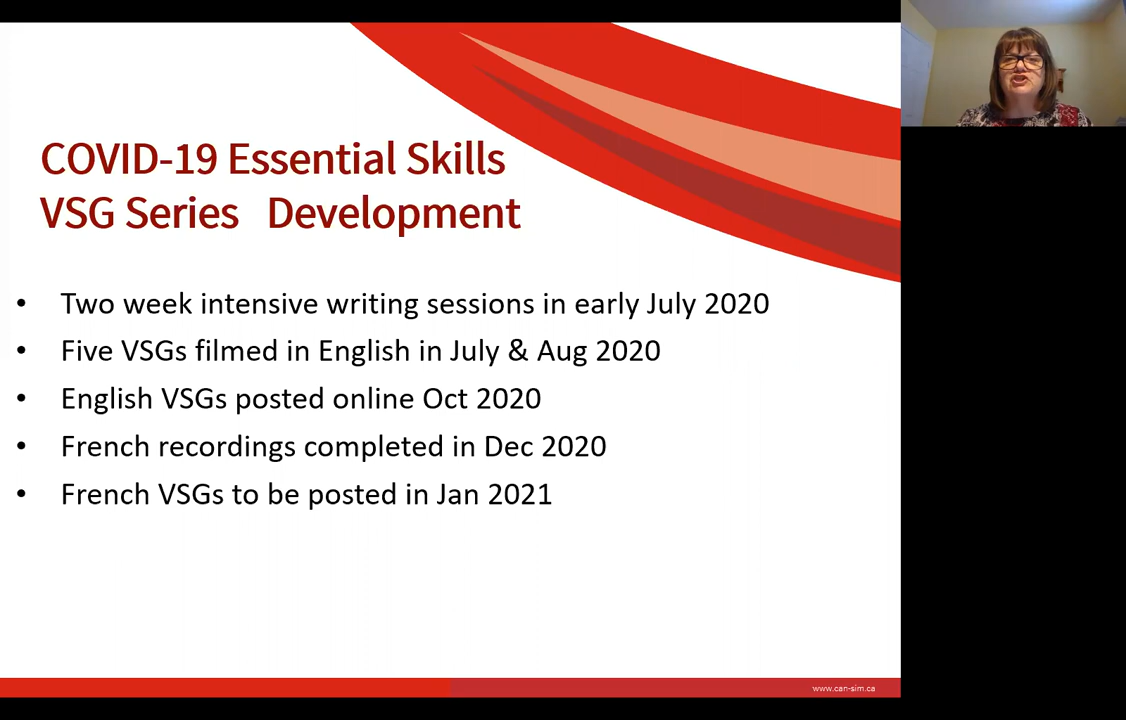 COVID-19 Essential Skills
VSG Series Development
• Two week intensive writing sessions in early July 2020
• Five VSGs filmed in English in July & Aug 2020
• English VSGs posted online Oct 2020
• French recordings completed in Dec 2020
• French VSGs to be posted in Jan 2021
www.can-sim.ca